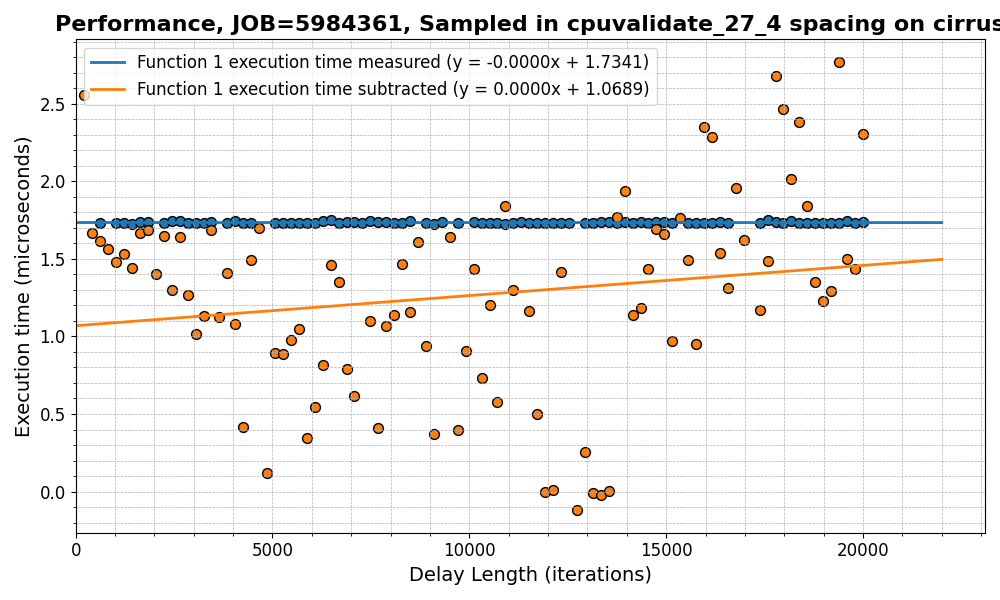 Performance, JOB=5984361, Sampled in cpuvalidate_27_4 spacing on cirrus
Function 1 execution time measured (y = -0.0000x + 1.7341)
Function 1 execution time subtracted (y = 0.0000x + 1.0689)
Execution time (microseconds)
2.5
2.0
1.5
1.0
0.5
0.0
0 5000 10000 15000 20000
Delay Length (iterations)